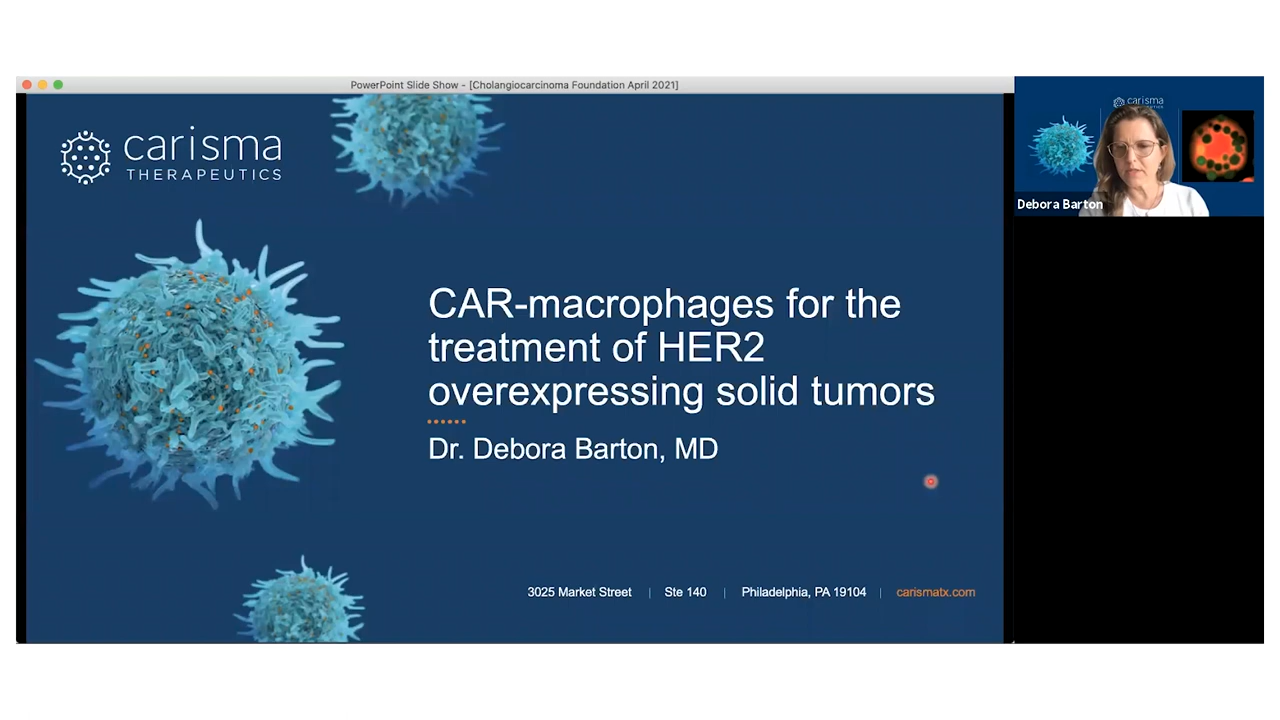 PowerPoint Slide Show - [Cholangiocarcinoma Foundation April 2021]
carisma
THERAPEUTICS
carisma
Debora Barton
CAR-macrophages for the
treatment of HER2
overexpressing solid tumors
Dr. Debora Barton, MD
3025 Market Street | Ste 140 | Philadelphia, PA 19104 | carismatx.com